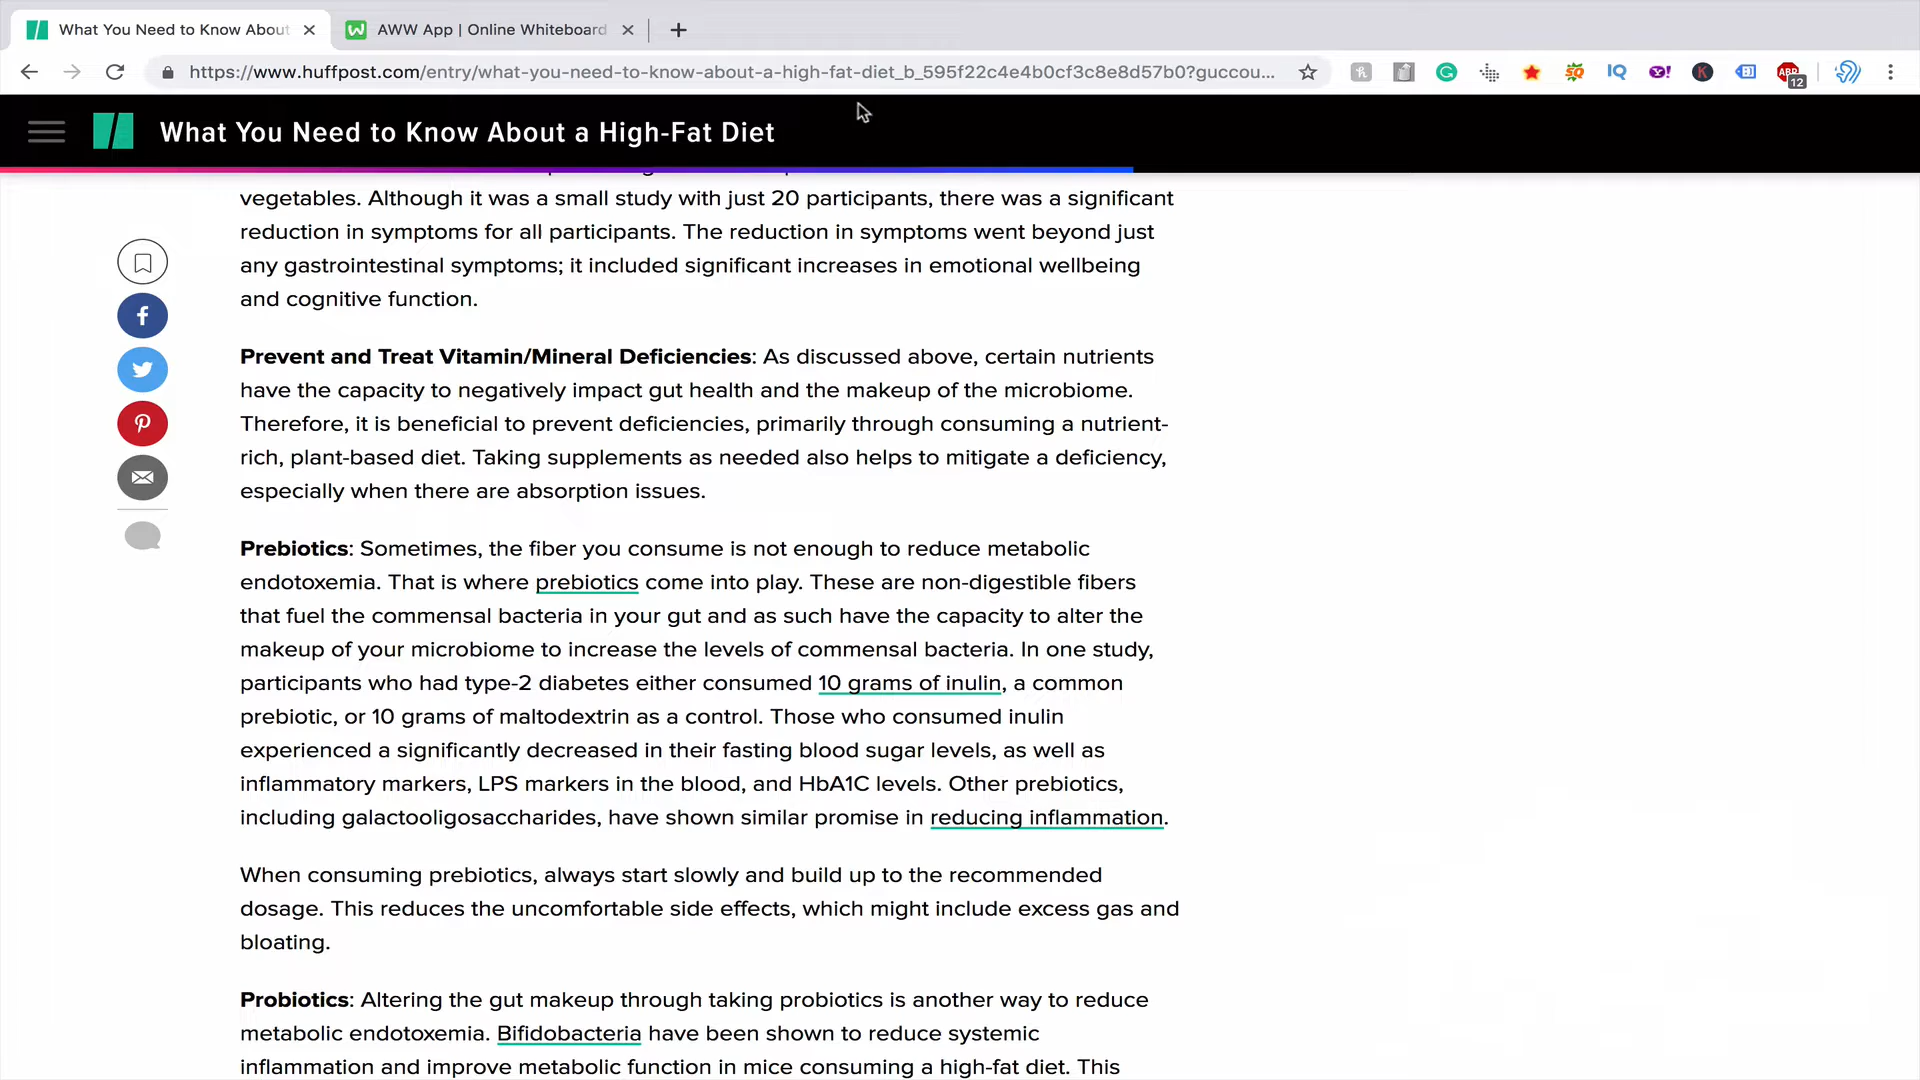 What You Need to Know About
AWW App | Online Whiteboard
https://www.huffpost.com/entry/what-you-need-to-know-about-a-high-fat-diet_b_595f22c4e4b0cf3c8e8d57b0?guccou...
IQ
Y!
K
ABP
12
What You Need to Know About a High-Fat Diet
vegetables. Although it was a small study with just 20 participants, there was a significant
reduction in symptoms for all participants. The reduction in symptoms went beyond just
any gastrointestinal symptoms; it included significant increases in emotional wellbeing
and cognitive function.
Prevent and Treat Vitamin/Mineral Deficiencies: As discussed above, certain nutrients
have the capacity to negatively impact gut health and the makeup of the microbiome.
Therefore, it is beneficial to prevent deficiencies, primarily through consuming a nutrient-
rich, plant-based diet. Taking supplements as needed also helps to mitigate a deficiency,
especially when there are absorption issues.
Prebiotics: Sometimes, the fiber you consume is not enough to reduce metabolic
endotoxemia. That is where prebiotics come into play. These are non-digestible fibers
that fuel the commensal bacteria in your gut and as such have the capacity to alter the
makeup of your microbiome to increase the levels of commensal bacteria. In one study,
participants who had type-2 diabetes either consumed 10 grams of inulin, a common
prebiotic, or 10 grams of maltodextrin as a control. Those who consumed inulin
experienced a significantly decreased in their fasting blood sugar levels, as well as
inflammatory markers, LPS markers in the blood, and HbA1C levels. Other prebiotics,
including galactooligosaccharides, have shown similar promise in reducing inflammation.
When consuming prebiotics, always start slowly and build up to the recommended
dosage. This reduces the uncomfortable side effects, which might include excess gas and
bloating.
Probiotics: Altering the gut makeup through taking probiotics is another way to reduce
metabolic endotoxemia. Bifidobacteria have been shown to reduce systemic
inflammation and improve metabolic function in mice consuming a high-fat diet. This